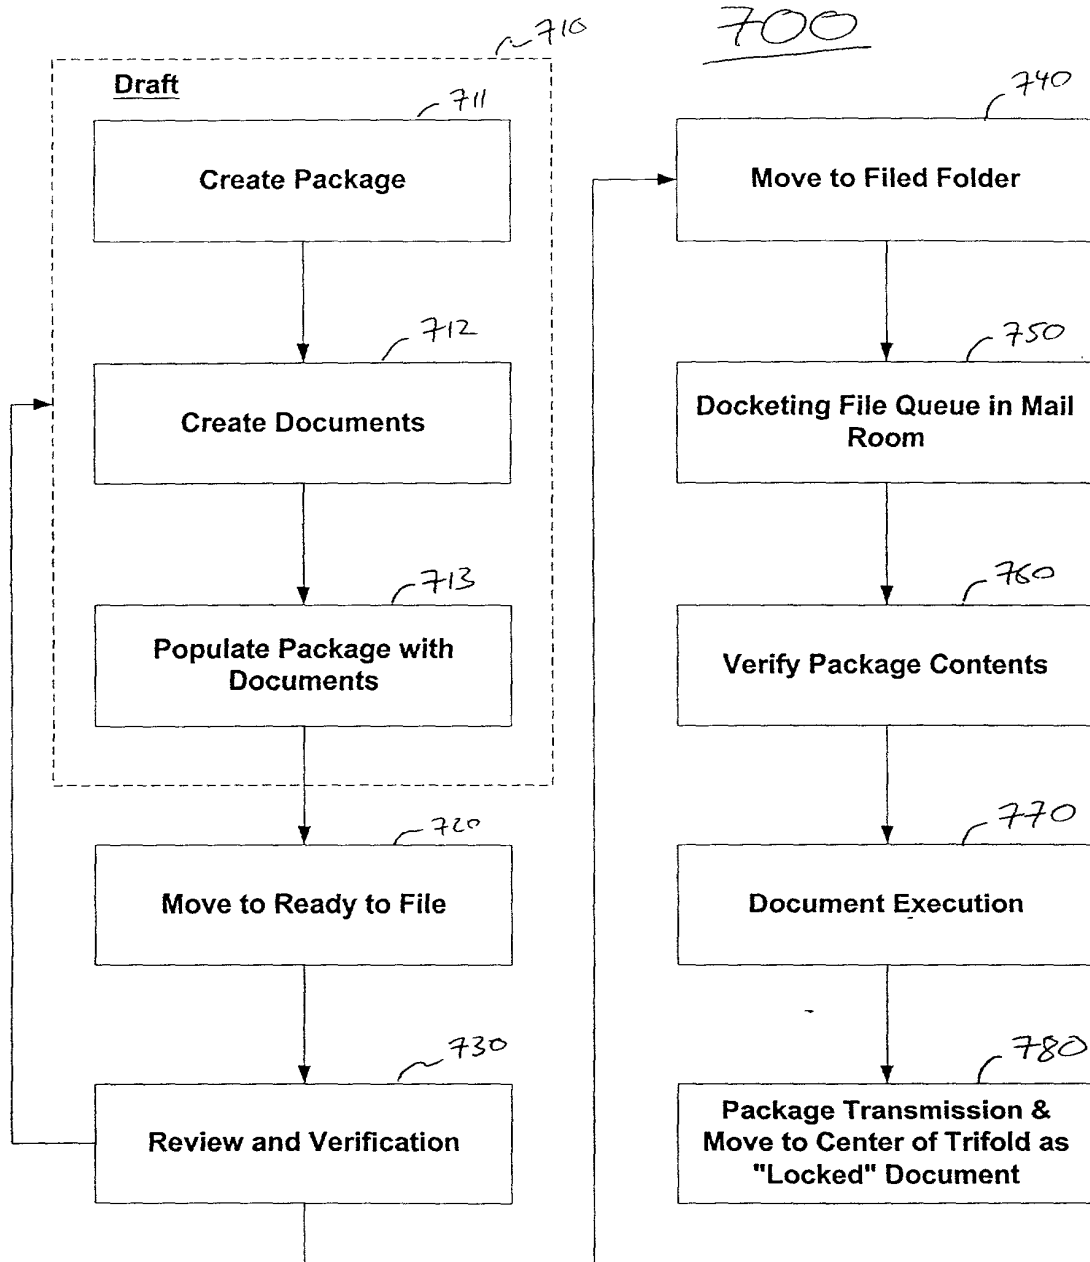 700
710
Draft
711
Create Package
712
Create Documents
713
Populate Package with
Documents
720
Move to Ready to File
730
Review and Verification
740
Move to Filed Folder
750
Docketing File Queue in Mail
Room
760
Verify Package Contents
770
Document Execution
780
Package Transmission &
Move to Center of Trifold as
"Locked" Document